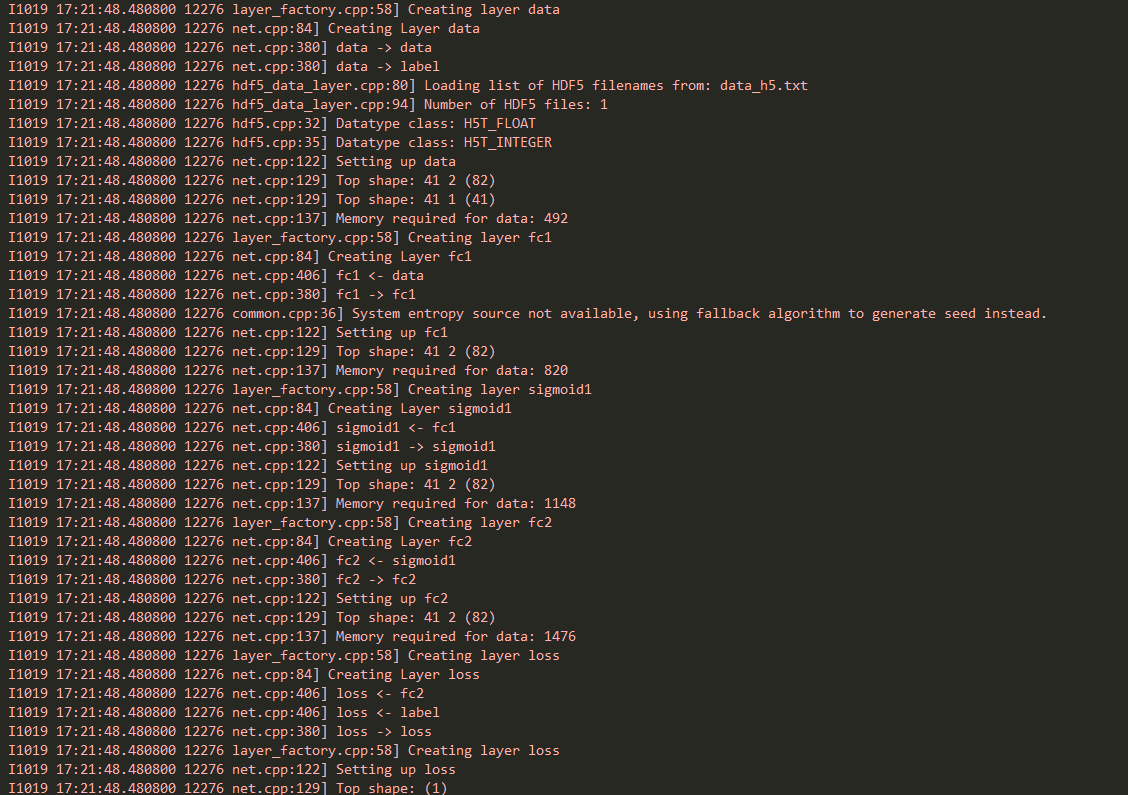 I1019 17:21:48.480800 12276 layer_factory.cpp:58] Creating layer data
I1019 17:21:48.480800 12276 net.cpp:84] Creating Layer data
I1019 17:21:48.480800 12276 net.cpp:380] data -> data
I1019 17:21:48.480800 12276 net.cpp:380] data -> label
I1019 17:21:48.480800 12276 hdf5_data_layer.cpp:80] Loading list of HDF5 filenames from: data_h5.txt
I1019 17:21:48.480800 12276 hdf5_data_layer.cpp:94] Number of HDF5 files: 1
I1019 17:21:48.480800 12276 hdf5.cpp:32] Datatype class: H5T_FLOAT
I1019 17:21:48.480800 12276 hdf5.cpp:35] Datatype class: H5T_INTEGER
I1019 17:21:48.480800 12276 net.cpp:122] Setting up data
I1019 17:21:48.480800 12276 net.cpp:129] Top shape: 41 2 (82)
I1019 17:21:48.480800 12276 net.cpp:129] Top shape: 41 1 (41)
I1019 17:21:48.480800 12276 net.cpp:137] Memory required for data: 492
I1019 17:21:48.480800 12276 layer_factory.cpp:58] Creating layer fc1
I1019 17:21:48.480800 12276 net.cpp:84] Creating Layer fc1
I1019 17:21:48.480800 12276 net.cpp:406] fc1 <- data
I1019 17:21:48.480800 12276 net.cpp:380] fc1 -> fc1
I1019 17:21:48.480800 12276 common.cpp:36] System entropy source not available, using fallback algorithm to generate seed instead.
I1019 17:21:48.480800 12276 net.cpp:122] Setting up fc1
I1019 17:21:48.480800 12276 net.cpp:129] Top shape: 41 2 (82)
I1019 17:21:48.480800 12276 net.cpp:137] Memory required for data: 820
I1019 17:21:48.480800 12276 layer_factory.cpp:58] Creating layer sigmoid1
I1019 17:21:48.480800 12276 net.cpp:84] Creating Layer sigmoid1
I1019 17:21:48.480800 12276 net.cpp:406] sigmoid1 <- fc1
I1019 17:21:48.480800 12276 net.cpp:380] sigmoid1 -> sigmoid1
I1019 17:21:48.480800 12276 net.cpp:122] Setting up sigmoid1
I1019 17:21:48.480800 12276 net.cpp:129] Top shape: 41 2 (82)
I1019 17:21:48.480800 12276 net.cpp:137] Memory required for data: 1148
I1019 17:21:48.480800 12276 layer_factory.cpp:58] Creating layer fc2
I1019 17:21:48.480800 12276 net.cpp:84] Creating Layer fc2
I1019 17:21:48.480800 12276 net.cpp:406] fc2 <- sigmoid1
I1019 17:21:48.480800 12276 net.cpp:380] fc2 -> fc2
I1019 17:21:48.480800 12276 net.cpp:122] Setting up fc2
I1019 17:21:48.480800 12276 net.cpp:129] Top shape: 41 2 (82)
I1019 17:21:48.480800 12276 net.cpp:137] Memory required for data: 1476
I1019 17:21:48.480800 12276 layer_factory.cpp:58] Creating layer loss
I1019 17:21:48.480800 12276 net.cpp:84] Creating Layer loss
I1019 17:21:48.480800 12276 net.cpp:406] loss <- fc2
I1019 17:21:48.480800 12276 net.cpp:406] loss <- label
I1019 17:21:48.480800 12276 net.cpp:380] loss -> loss
I1019 17:21:48.480800 12276 layer_factory.cpp:58] Creating layer loss
I1019 17:21:48.480800 12276 net.cpp:122] Setting up loss
I1019 17:21:48.480800 12276 net.cpp:129] Top shape: (1)